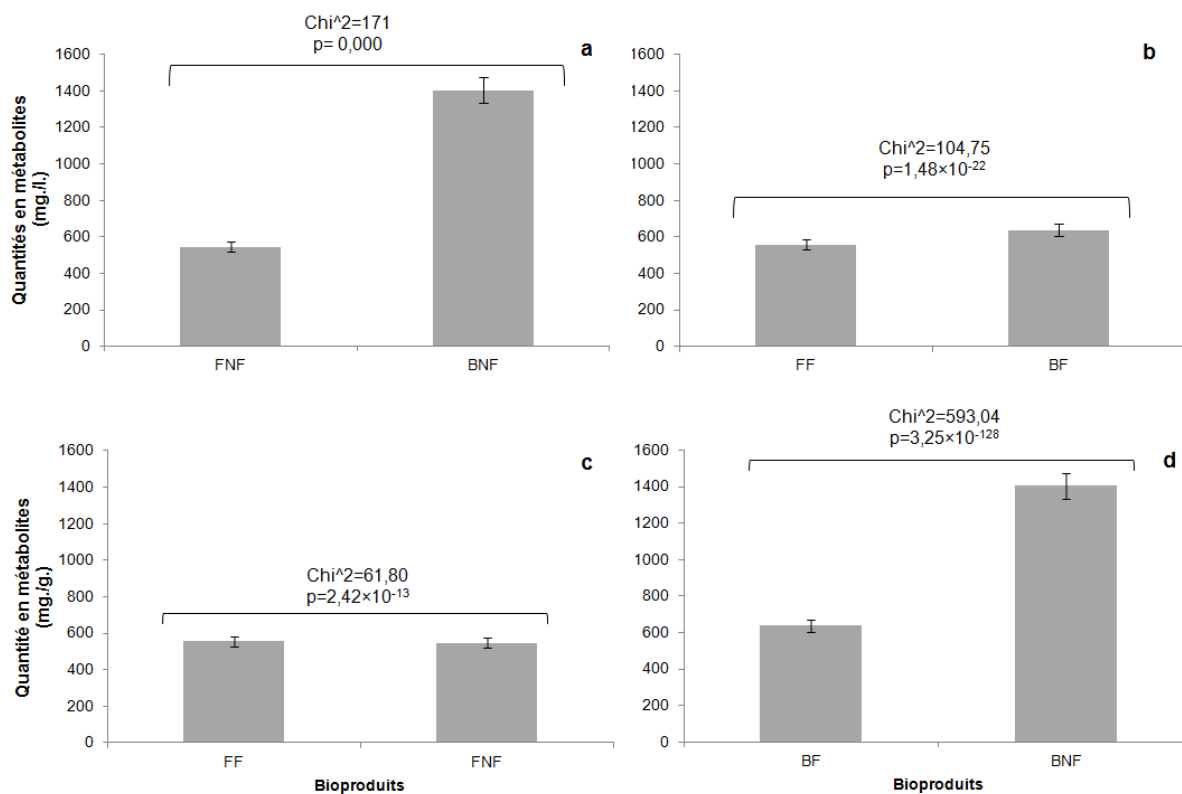 Chi^2=171
p= 0,000
a
1600
1400
1200
1000
800
600
400
200
0
FNF
BNF
Quantités en métabolites
(mg./l.)
b
Chi^2=104,75
p=1,48×10-22
1600
1400
1200
1000
800
600
400
200
0
FF
BF
c
Chi^2=61,80
p=2,42×10-13
1600
1400
1200
1000
800
600
400
200
0
FF
FNF
Quantité en métabolites
(mg./g.)
Bioproduits
Chi^2=593,04
p=3,25×10-128
d
1600
1400
1200
1000
800
600
400
200
0
BF
BNF
Bioproduits